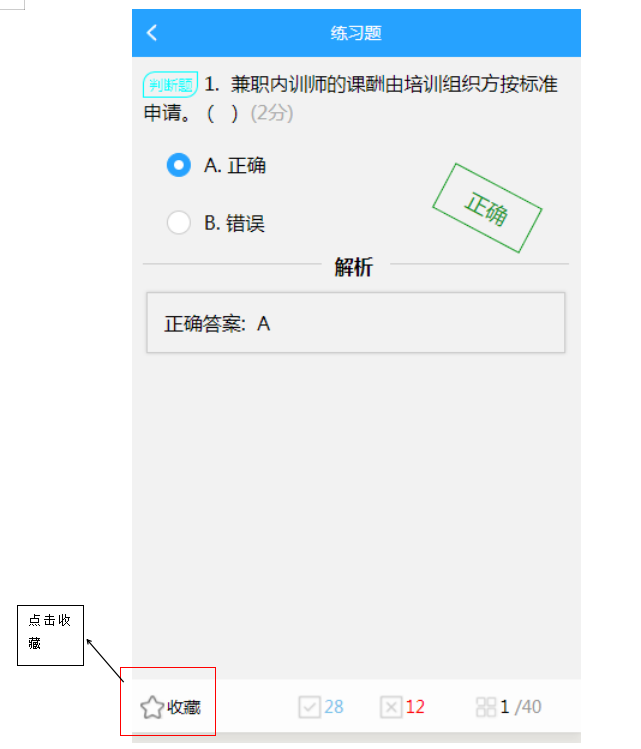 练习题
判断题 1. 兼职内训师的课酬由培训组织方按标准
申请。（ ）(2分)
A. 正确
正确
B. 错误
解析
正确答案: A
点击收
藏
收藏 28 12 1 /40